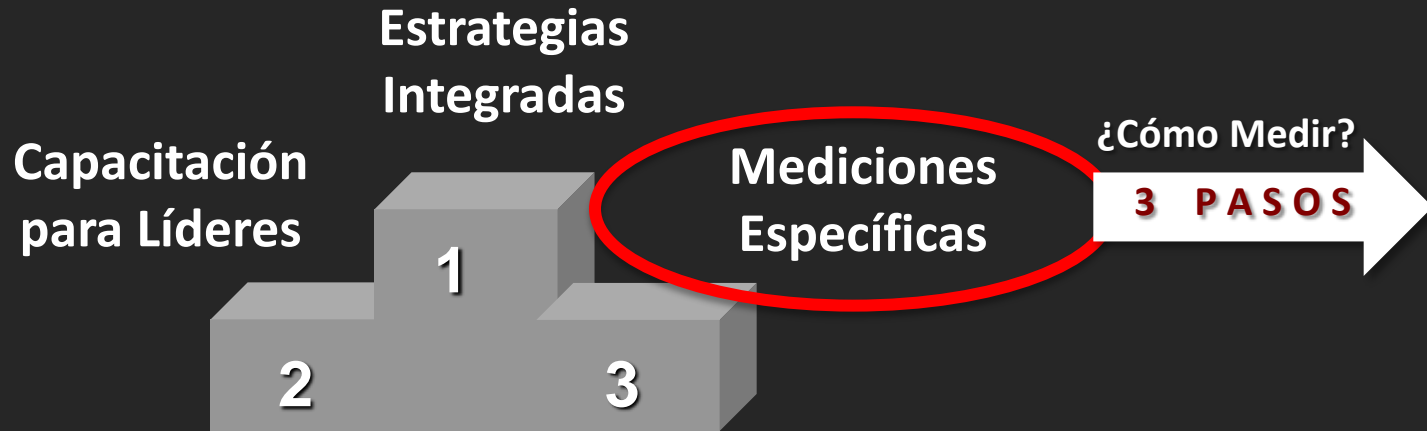 Estrategias
Integradas
Capacitación
para Líderes
Mediciones
Específicas
¿Cómo Medir?
3 PASOS
1
2
3